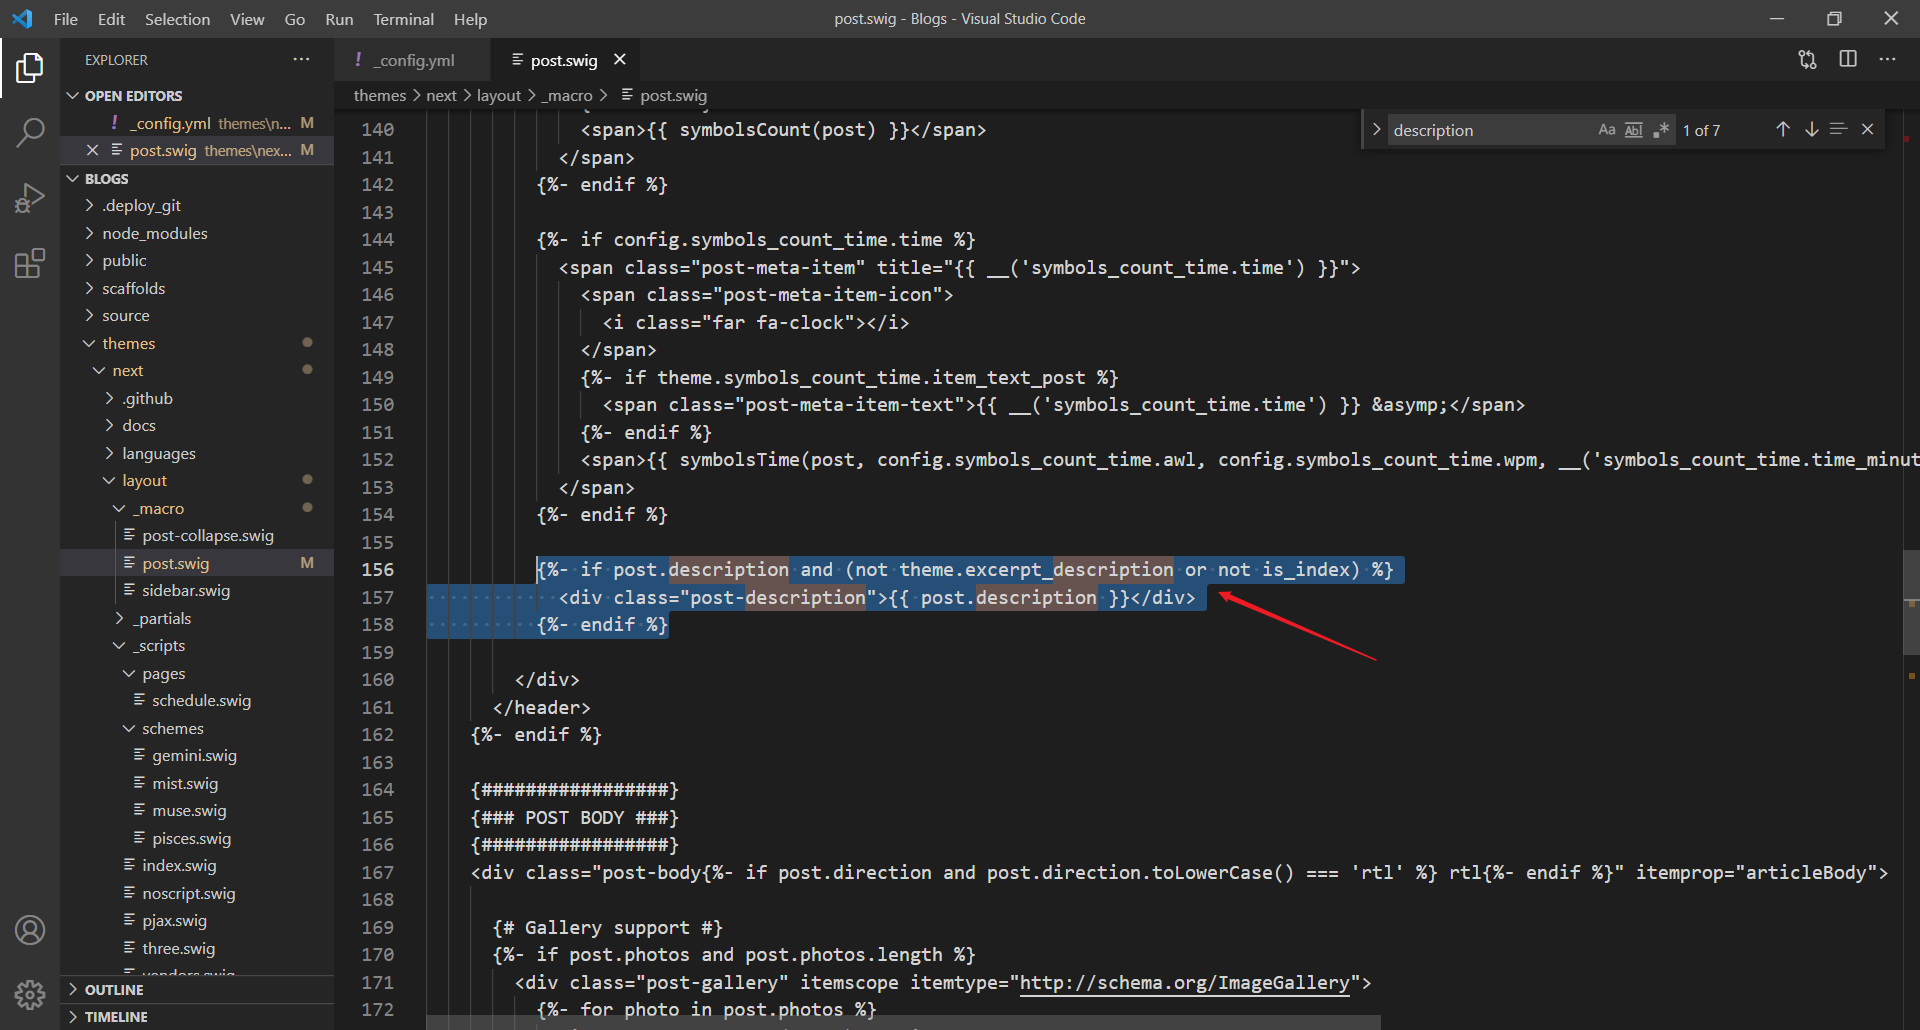 File Edit Selection View Go Run Terminal Help
post.swig - Blogs - Visual Studio Code
EXPLORER
OPEN EDITORS
! _config.yml themes\n... M
post.swig themes\nex... M
BLOGS
.deploy_git
node_modules
public
scaffolds
source
themes
next
.github
docs
languages
layout
_macro
post-collapse.swig
post.swig M
sidebar.swig
_partials
_scripts
pages
schedule.swig
schemes
gemini.swig
mist.swig
muse.swig
pisces.swig
index.swig
noscript.swig
pjax.swig
three.swig
vendors.swig
OUTLINE
TIMELINE
! _config.yml
post.swig
themes > next > layout > _macro > post.swig
description
Aa Abl .* 1 of 7
140 <span>{{ symbolsCount(post) }}</span>
141 </span>
142 {%- endif %}
143
144 {%- if config.symbols_count_time.time %}
145 <span class="post-meta-item" title="{{ __('symbols_count_time.time') }}">
146 <span class="post-meta-item-icon">
147 <i class="far fa-clock"></i>
148 </span>
149 {%- if theme.symbols_count_time.item_text_post %}
150 <span class="post-meta-item-text">{{ __('symbols_count_time.time') }} &asymp;</span>
151 {%- endif %}
152 <span>{{ symbolsTime(post, config.symbols_count_time.awl, config.symbols_count_time.wpm, __('symbols_count_time.time_minut
153 </span>
154 {%- endif %}
155
156 {%- if post.description and (not theme.excerpt_description or not is_index) %}
157 <div class="post-description">{{ post.description }}</div>
158 {%- endif %}
159
160 </div>
161 </header>
162 {%- endif %}
163
164 {#################}
165 {### POST BODY ###}
166 {#################}
167 <div class="post-body{%- if post.direction and post.direction.toLowerCase() === 'rtl' %} rtl{%- endif %}" itemprop="articleBody">
168
169 {# Gallery support #}
170 {%- if post.photos and post.photos.length %}
171 <div class="post-gallery" itemscope itemtype="http://schema.org/ImageGallery">
172 {%- for photo in post.photos %}